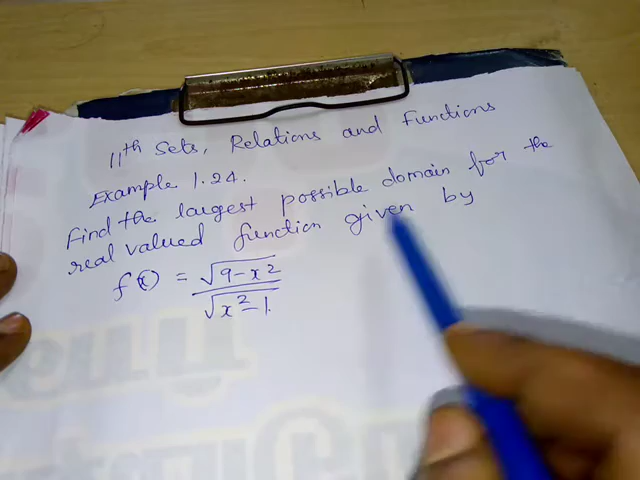 11th Sets, Relations and Functions
Example 1.24.
Find the largest possible domain for the
real valued function given by
f(x) = √9-x² / √x²-1